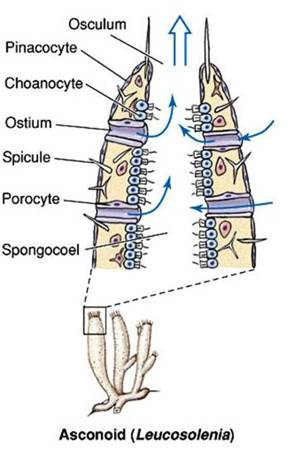 Osculum
Pinacocyte
Choanocyte
Ostium
Spicule
Porocyte
Spongocoel
Asconoid (Leucosolenia)